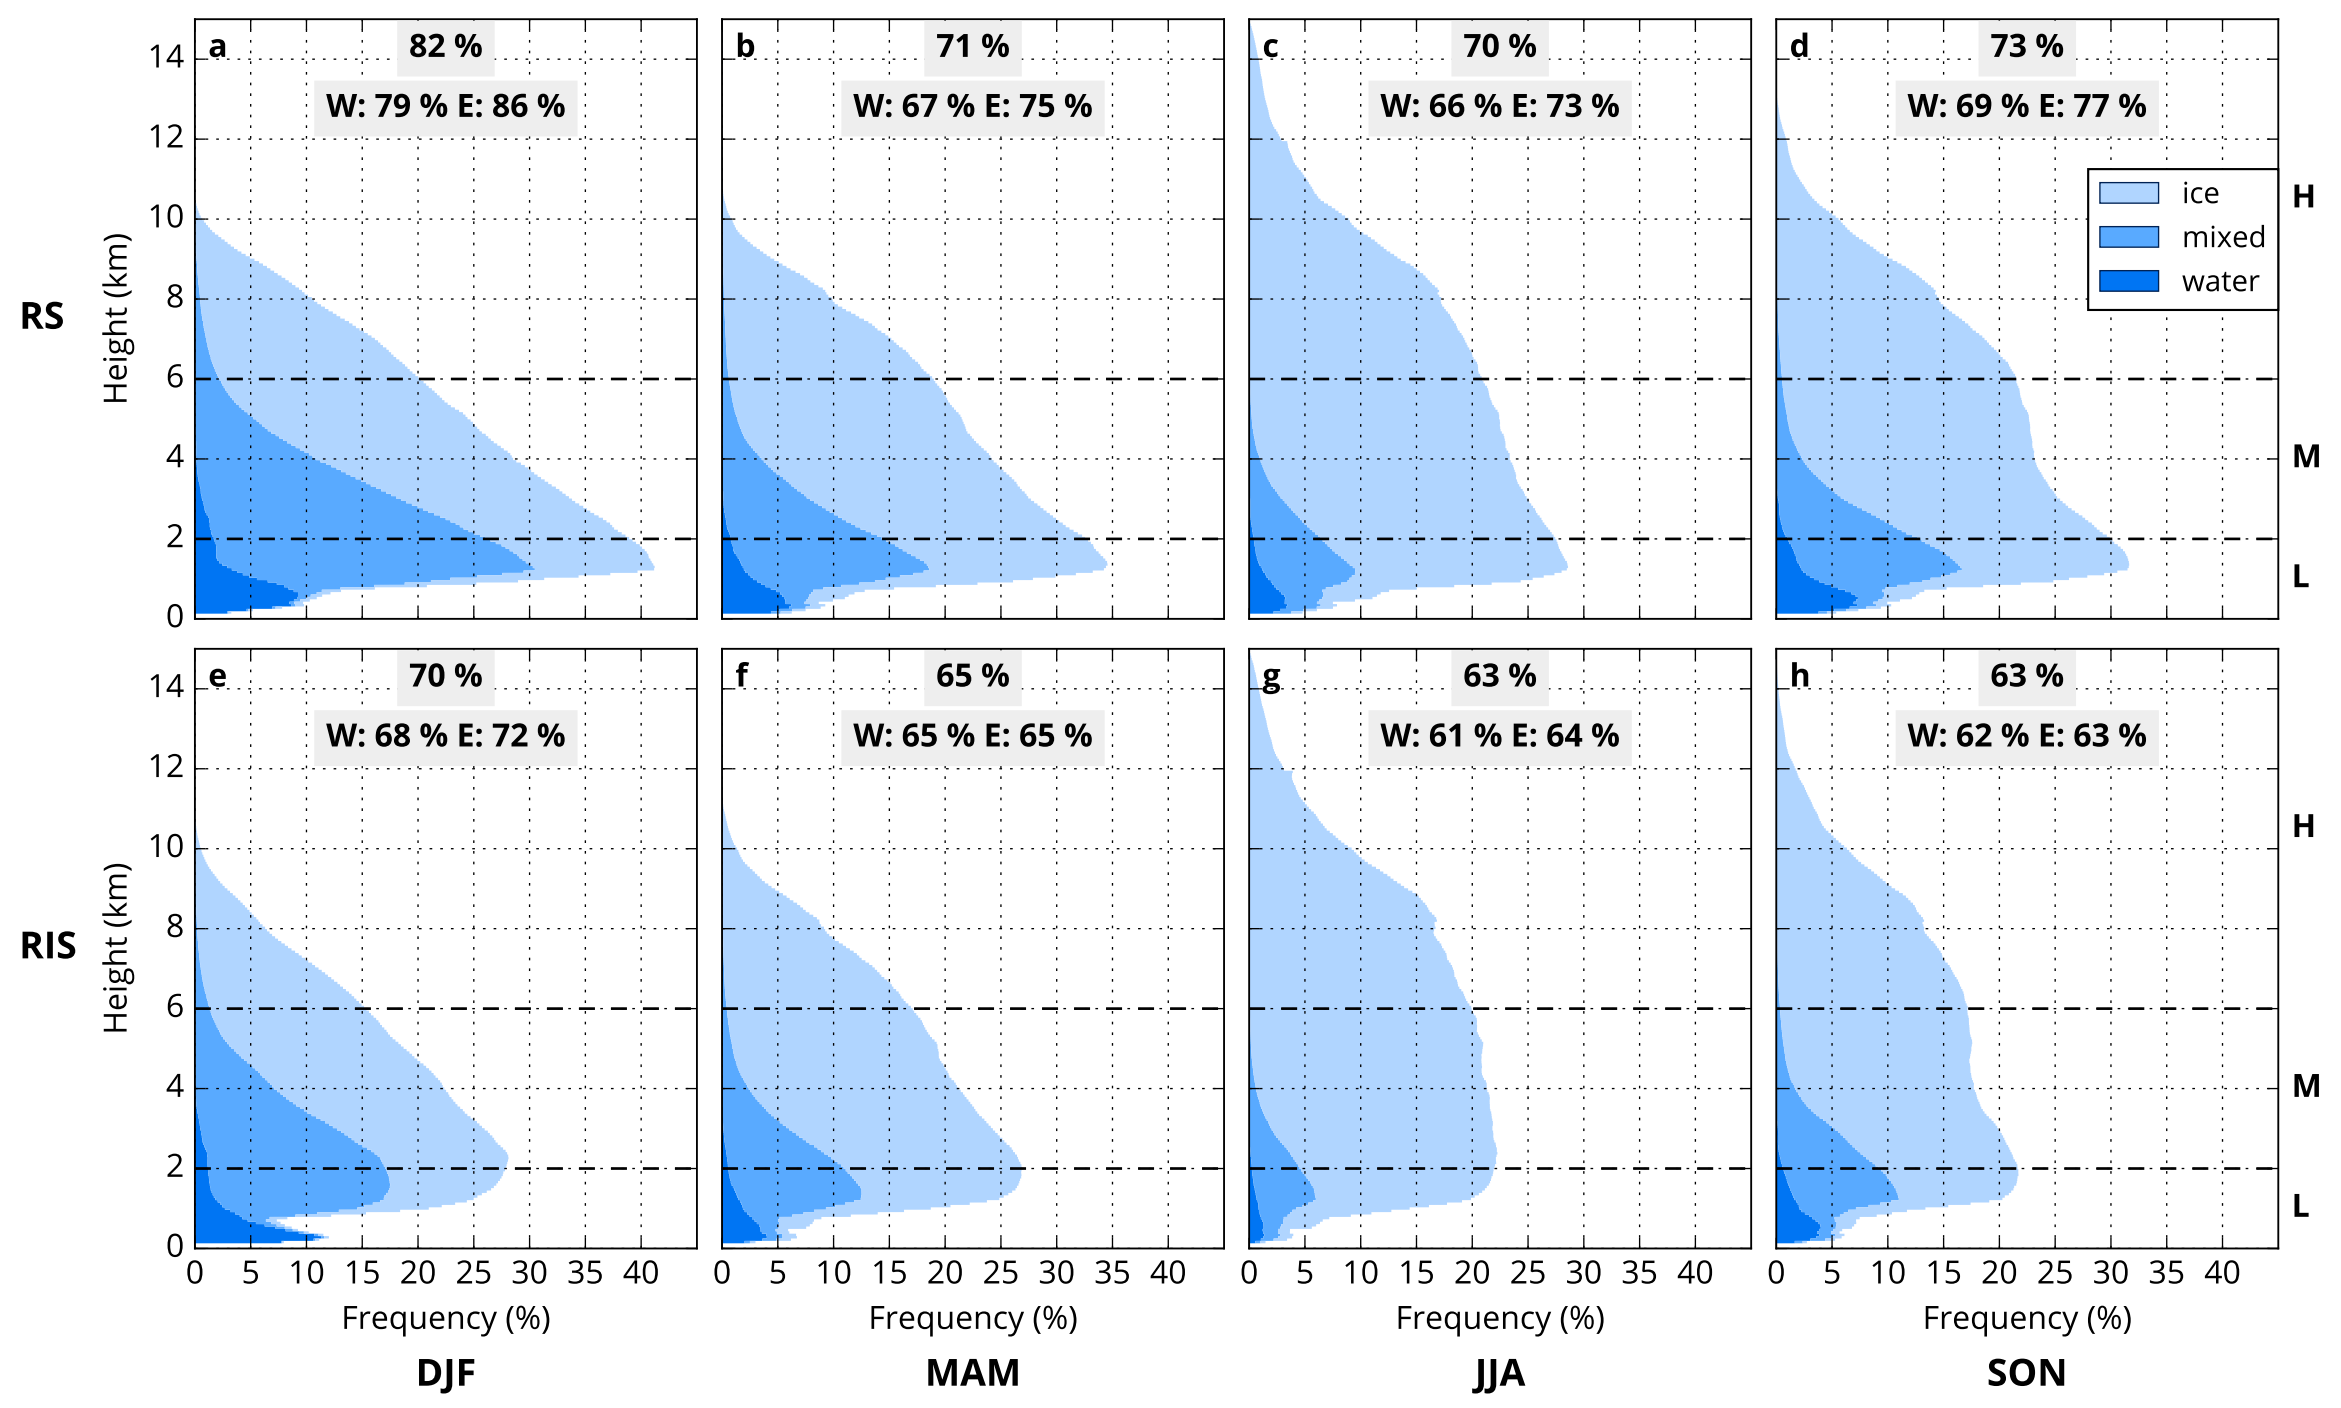 a
82 %
W: 79 % E: 86 %
b
71 %
W: 67 % E: 75 %
c
70 %
W: 66 % E: 73 %
d
73 %
W: 69 % E: 77 %
ice
mixed
water
14
12
10
8
6
4
2
0
Height (km)
RS
H
M
L
e
70 %
W: 68 % E: 72 %
f
65 %
W: 65 % E: 65 %
g
63 %
W: 61 % E: 64 %
h
63 %
W: 62 % E: 63 %
14
12
10
8
6
4
2
0
Height (km)
RIS
H
M
L
0 5 10 15 20 25 30 35 40
0 5 10 15 20 25 30 35 40
0 5 10 15 20 25 30 35 40
0 5 10 15 20 25 30 35 40
Frequency (%)
Frequency (%)
Frequency (%)
Frequency (%)
DJF
MAM
JJA
SON